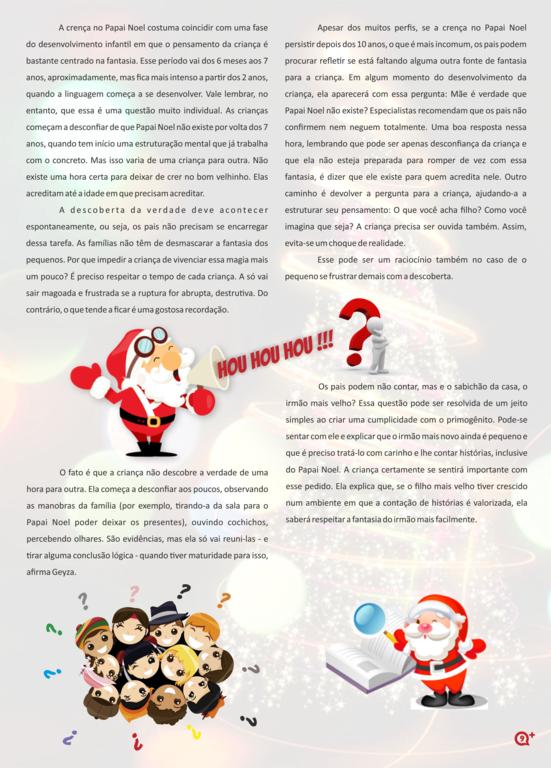 A crença no Papai Noel costuma coincidir com uma fase
do desenvolvimento infantil em que o pensamento da criança é
bastante centrado na fantasia. Esse período vai dos 6 meses aos 7
anos, aproximadamente, mas fica mais intenso a partir dos 2 anos,
quando a linguagem começa a se desenvolver. Vale lembrar, no
entanto, que essa é uma questão muito individual. As crianças
começam a desconfiar de que Papai Noel não existe por volta dos 7
anos, quando tem início uma estruturação mental que já trabalha
com o concreto. Mas isso varia de uma criança para outra. Não
existe uma hora certa para deixar de crer no bom velhinho. Elas
acreditam até a idade em que precisam acreditar.
A descoberta da verdade deve acontecer
espontaneamente, ou seja, os pais não precisam se encarregar
dessa tarefa. As famílias não têm de desmascarar a fantasia dos
pequenos. Por que impedir a criança de vivenciar essa magia mais
um pouco? É preciso respeitar o tempo de cada criança. A só vai
sair magoada e frustrada se a ruptura for abrupta, destrutiva. Do
contrário, o que tende a ficar é uma gostosa recordação.
O fato é que a criança não descobre a verdade de uma
hora para outra. Ela começa a desconfiar aos poucos, observando
as manobras da família (por exemplo, tirando-a da sala para o
Papai Noel poder deixar os presentes), ouvindo cochichos,
percebendo olhares. São evidências, mas ela só vai reuni-las - e
tirar alguma conclusão lógica - quando tiver maturidade para isso,
afirma Geyza.
Apesar dos muitos perfis, se a crença no Papai Noel
persistir depois dos 10 anos, o que é mais incomum, os pais podem
procurar refletir se está faltando alguma outra fonte de fantasia
para a criança. Em algum momento do desenvolvimento da
criança, ela aparecerá com essa pergunta: Mãe é verdade que
Papai Noel não existe? Especialistas recomendam que os pais não
confirmem nem neguem totalmente. Uma boa resposta nessa
hora, lembrando que pode ser apenas desconfiança da criança e
que ela não esteja preparada para romper de vez com essa
fantasia, é dizer que ele existe para quem acredita nele. Outro
caminho é devolver a pergunta para a criança, ajudando-a a
estruturar seu pensamento: O que você acha filho? Como você
imagina que seja? A criança precisa ser ouvida também. Assim,
evita-se um choque de realidade.
Esse pode ser um raciocínio também no caso de o
pequeno se frustrar demais com a descoberta.
HOU HOU HOU !!!
?
Os pais podem não contar, mas e o sabichão da casa, o
irmão mais velho? Essa questão pode ser resolvida de um jeito
simples ao criar uma cumplicidade com o primogênito. Pode-se
sentar com ele e explicar que o irmão mais novo ainda é pequeno e
que é preciso tratá-lo com carinho e lhe contar histórias, inclusive
do Papai Noel. A criança certamente se sentirá importante com
esse pedido. Ela explica que, se o filho mais velho tiver crescido
num ambiente em que a contação de histórias é valorizada, ela
saberá respeitar a fantasia do irmão mais facilmente.
? ? ? ?
? ?
? ?
? ? ? ?
9+